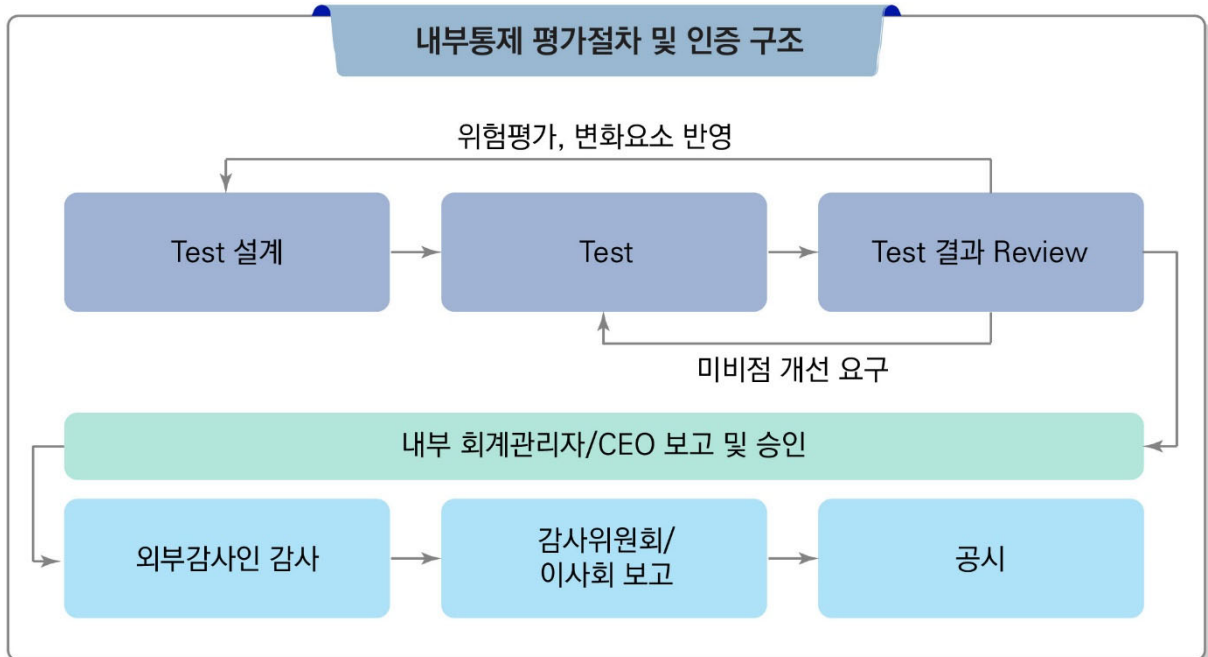 내부통제 평가절차 및 인증 구조
위험평가, 변화요소 반영
Test 설계
Test
Test 결과 Review
미비점 개선 요구
내부 회계관리자/CEO 보고 및 승인
외부감사인 감사
감사위원회/
이사회 보고
공시